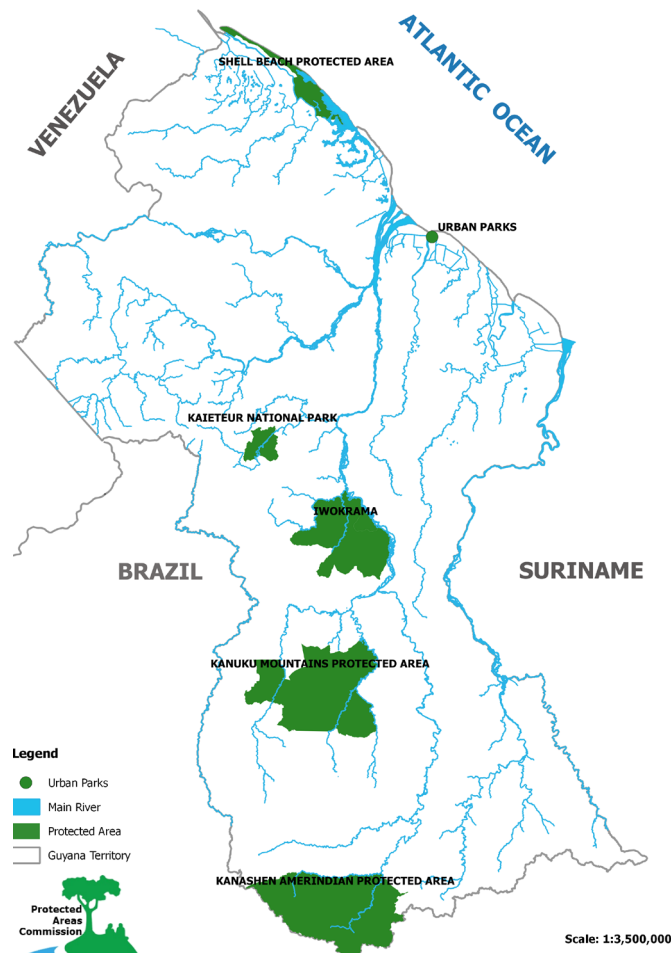 ATLANTIC OCEAN
VENEZUELA
SHELL BEACH PROTECTED AREA
URBAN PARKS
KAIETEUR NATIONAL PARK
IWOKRAMA
BRAZIL
SURINAME
KANUKU MOUNTAINS PROTECTED AREA
KANASHEN AMERINDIAN PROTECTED AREA
Legend
Urban Parks
Main River
Protected Area
Guyana Territory
Protected
Areas
Commission
Scale: 1:3,500,000